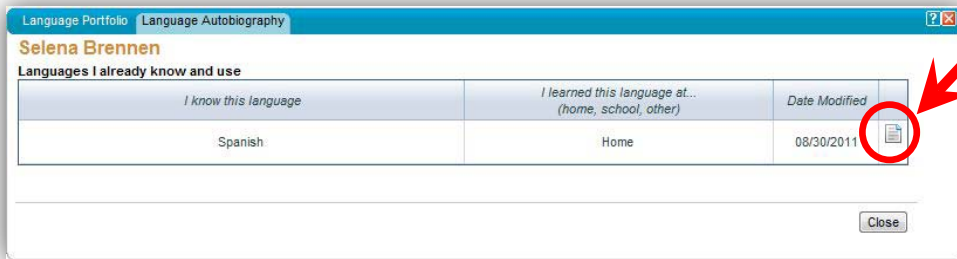 Language Portfolio Language Autobiography ?
Selena Brennen
Languages I already know and use
I know this language
I learned this language at...
(home, school, other)
Date Modified
Spanish Home 08/30/2011
Close